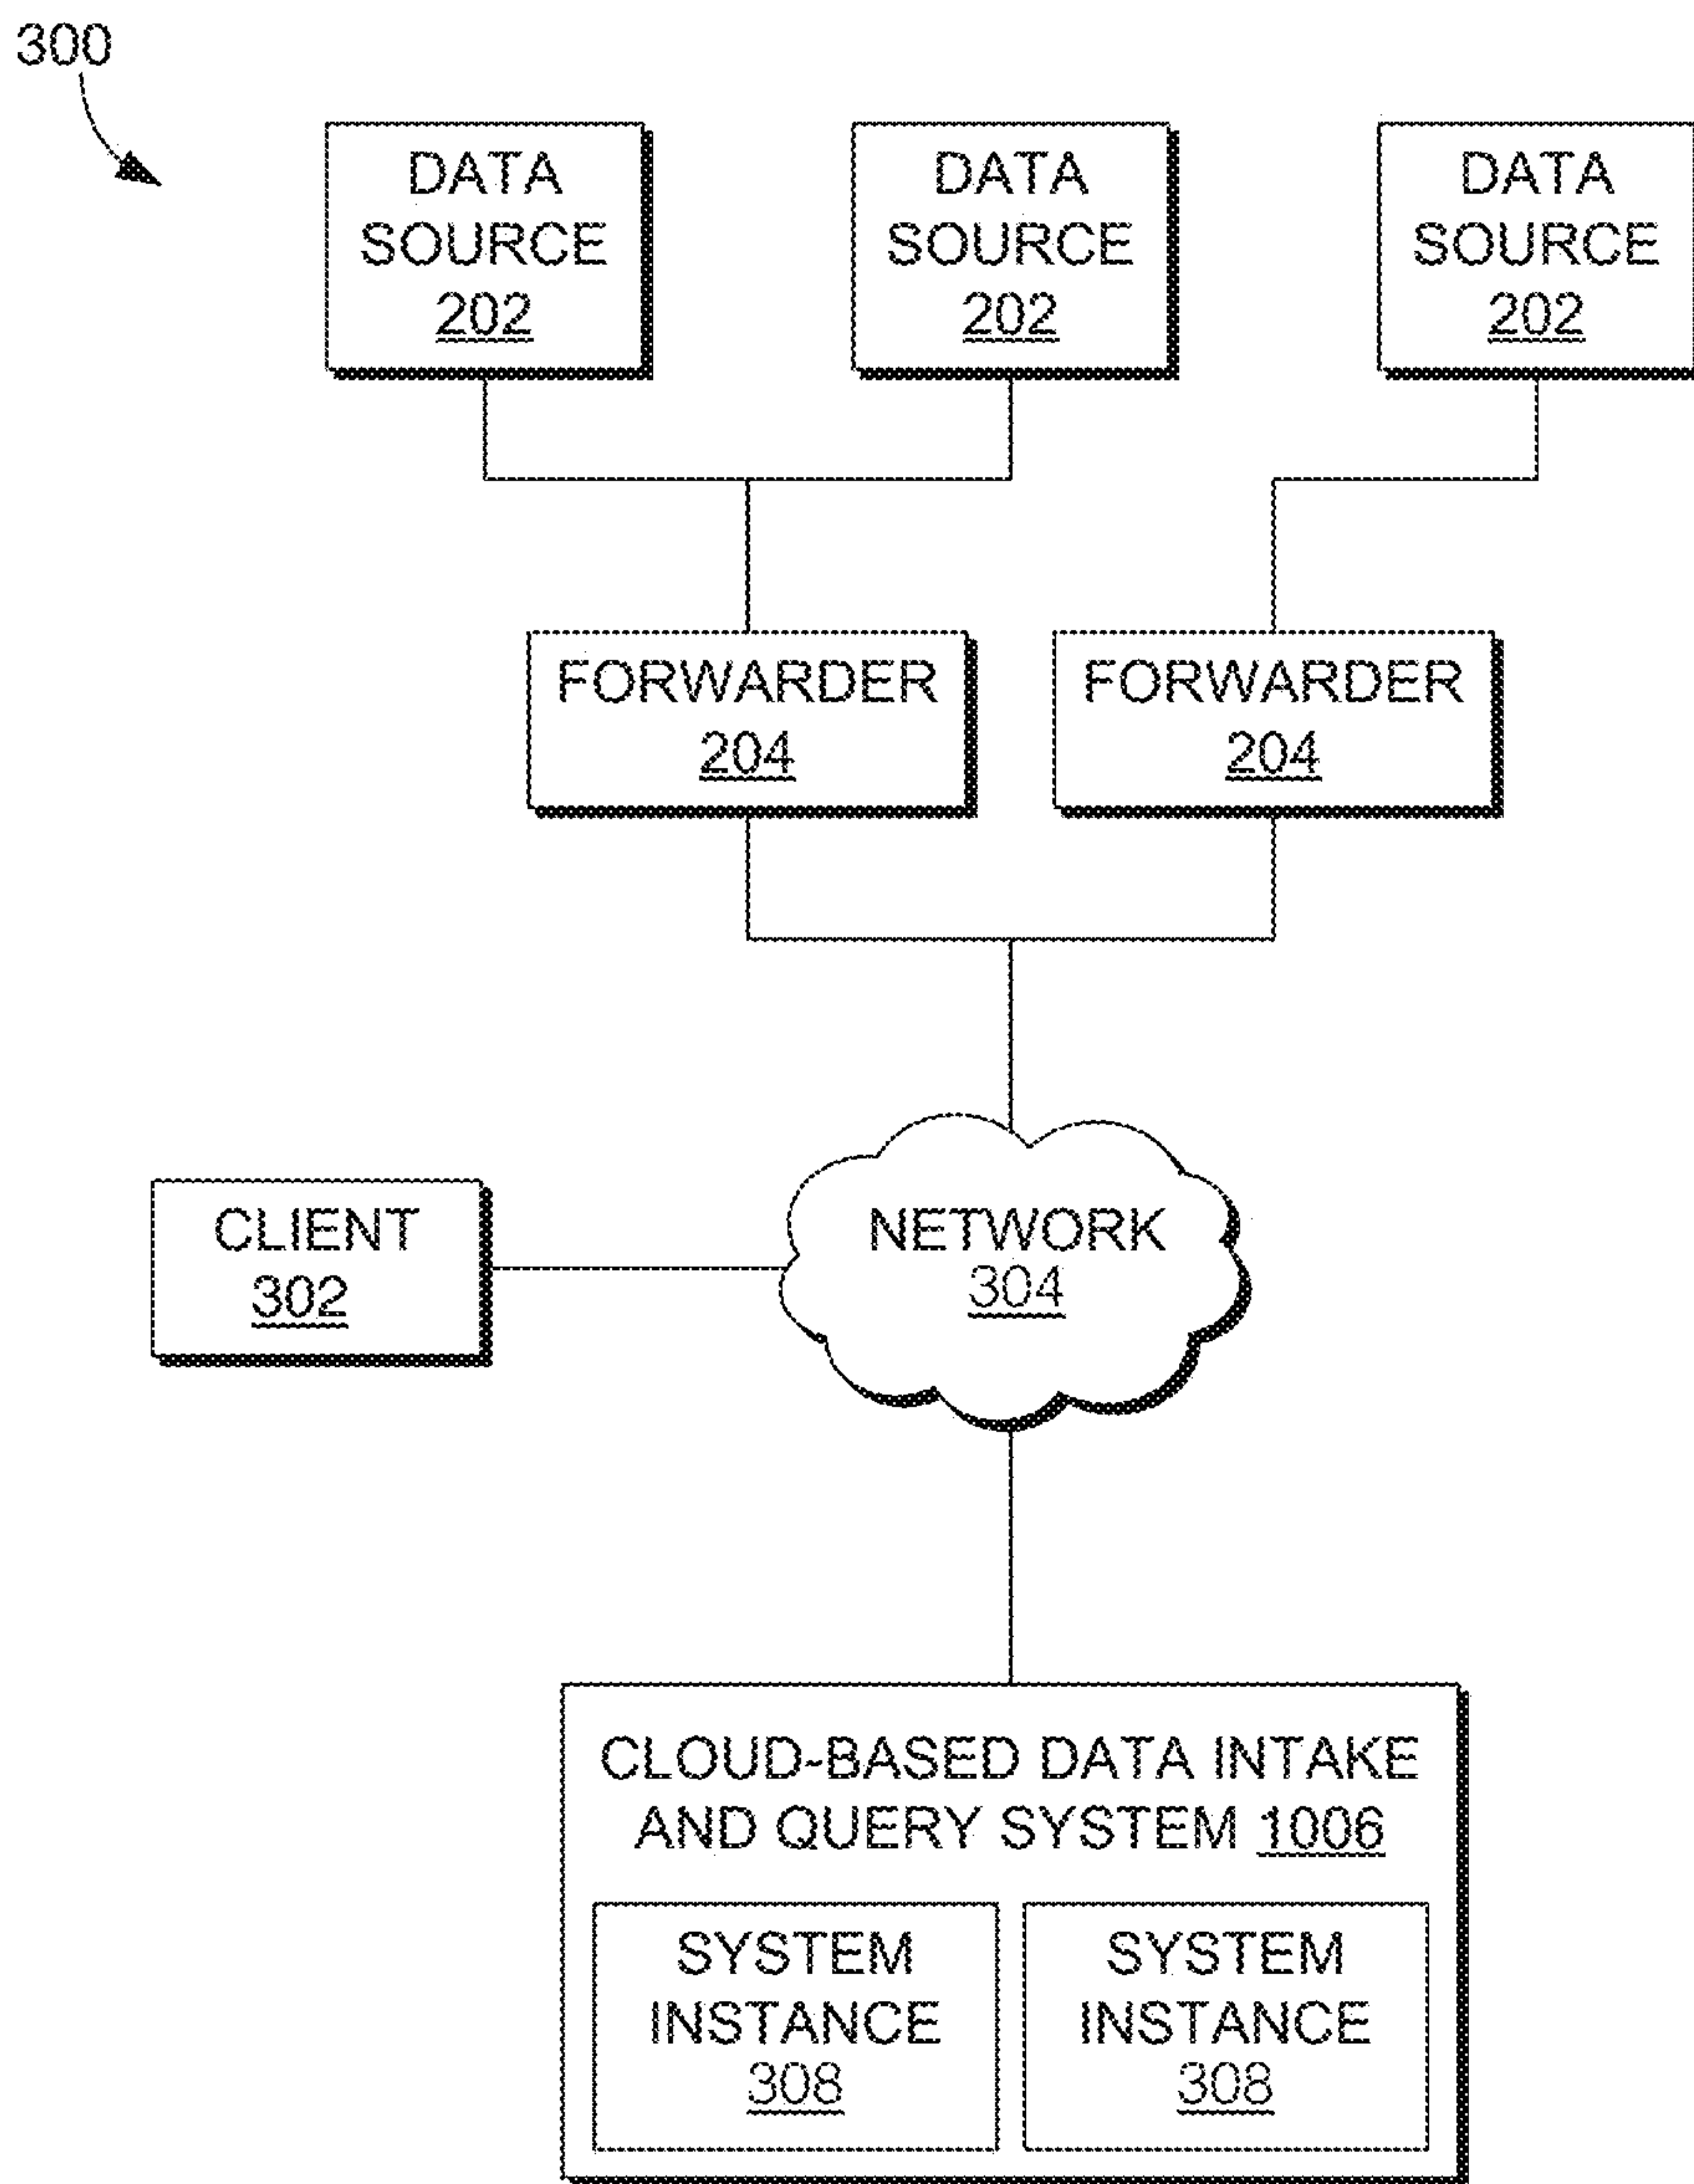 300
DATA
SOURCE
202
DATA
SOURCE
202
DATA
SOURCE
202
FORWARDER
204
FORWARDER
204
CLIENT
302
NETWORK
304
CLOUD-BASED DATA INTAKE
AND QUERY SYSTEM 1006
SYSTEM
INSTANCE
308
SYSTEM
INSTANCE
308